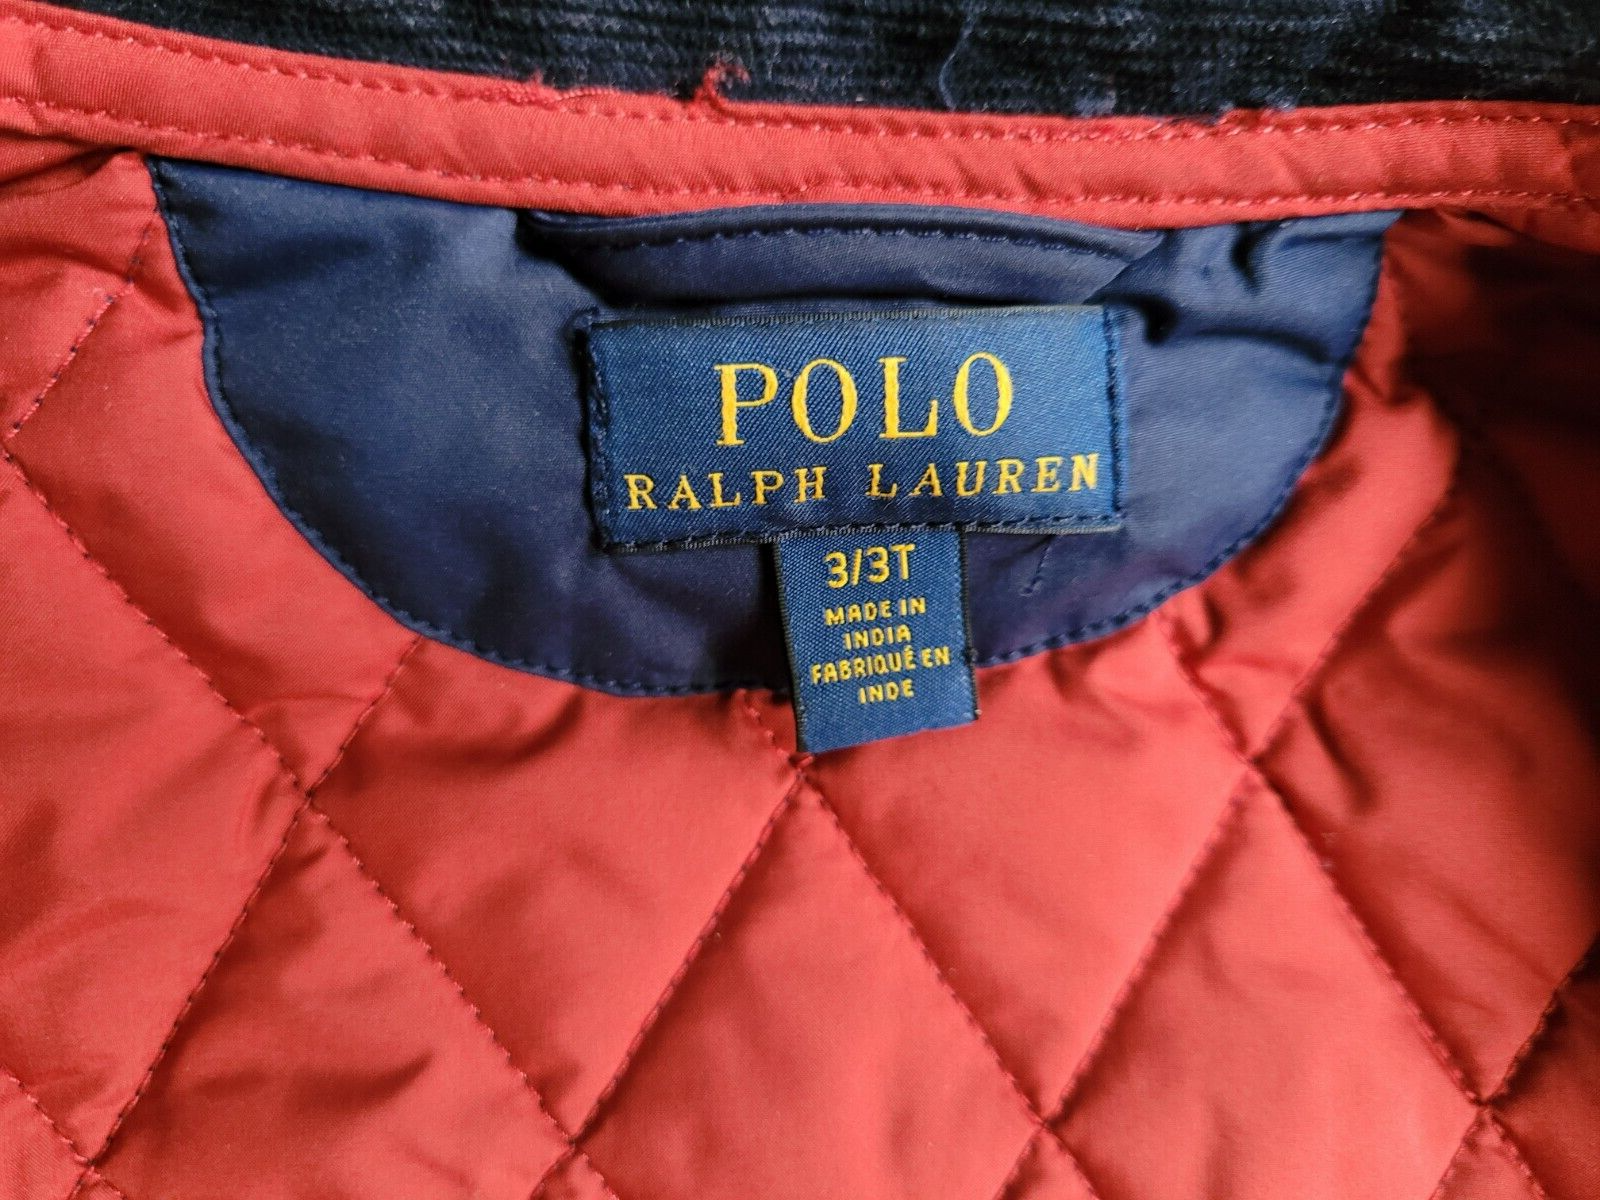 POLO
RALPH LAUREN
3/3T
MADE IN
INDIA
FABRIQUÉ EN
INDE